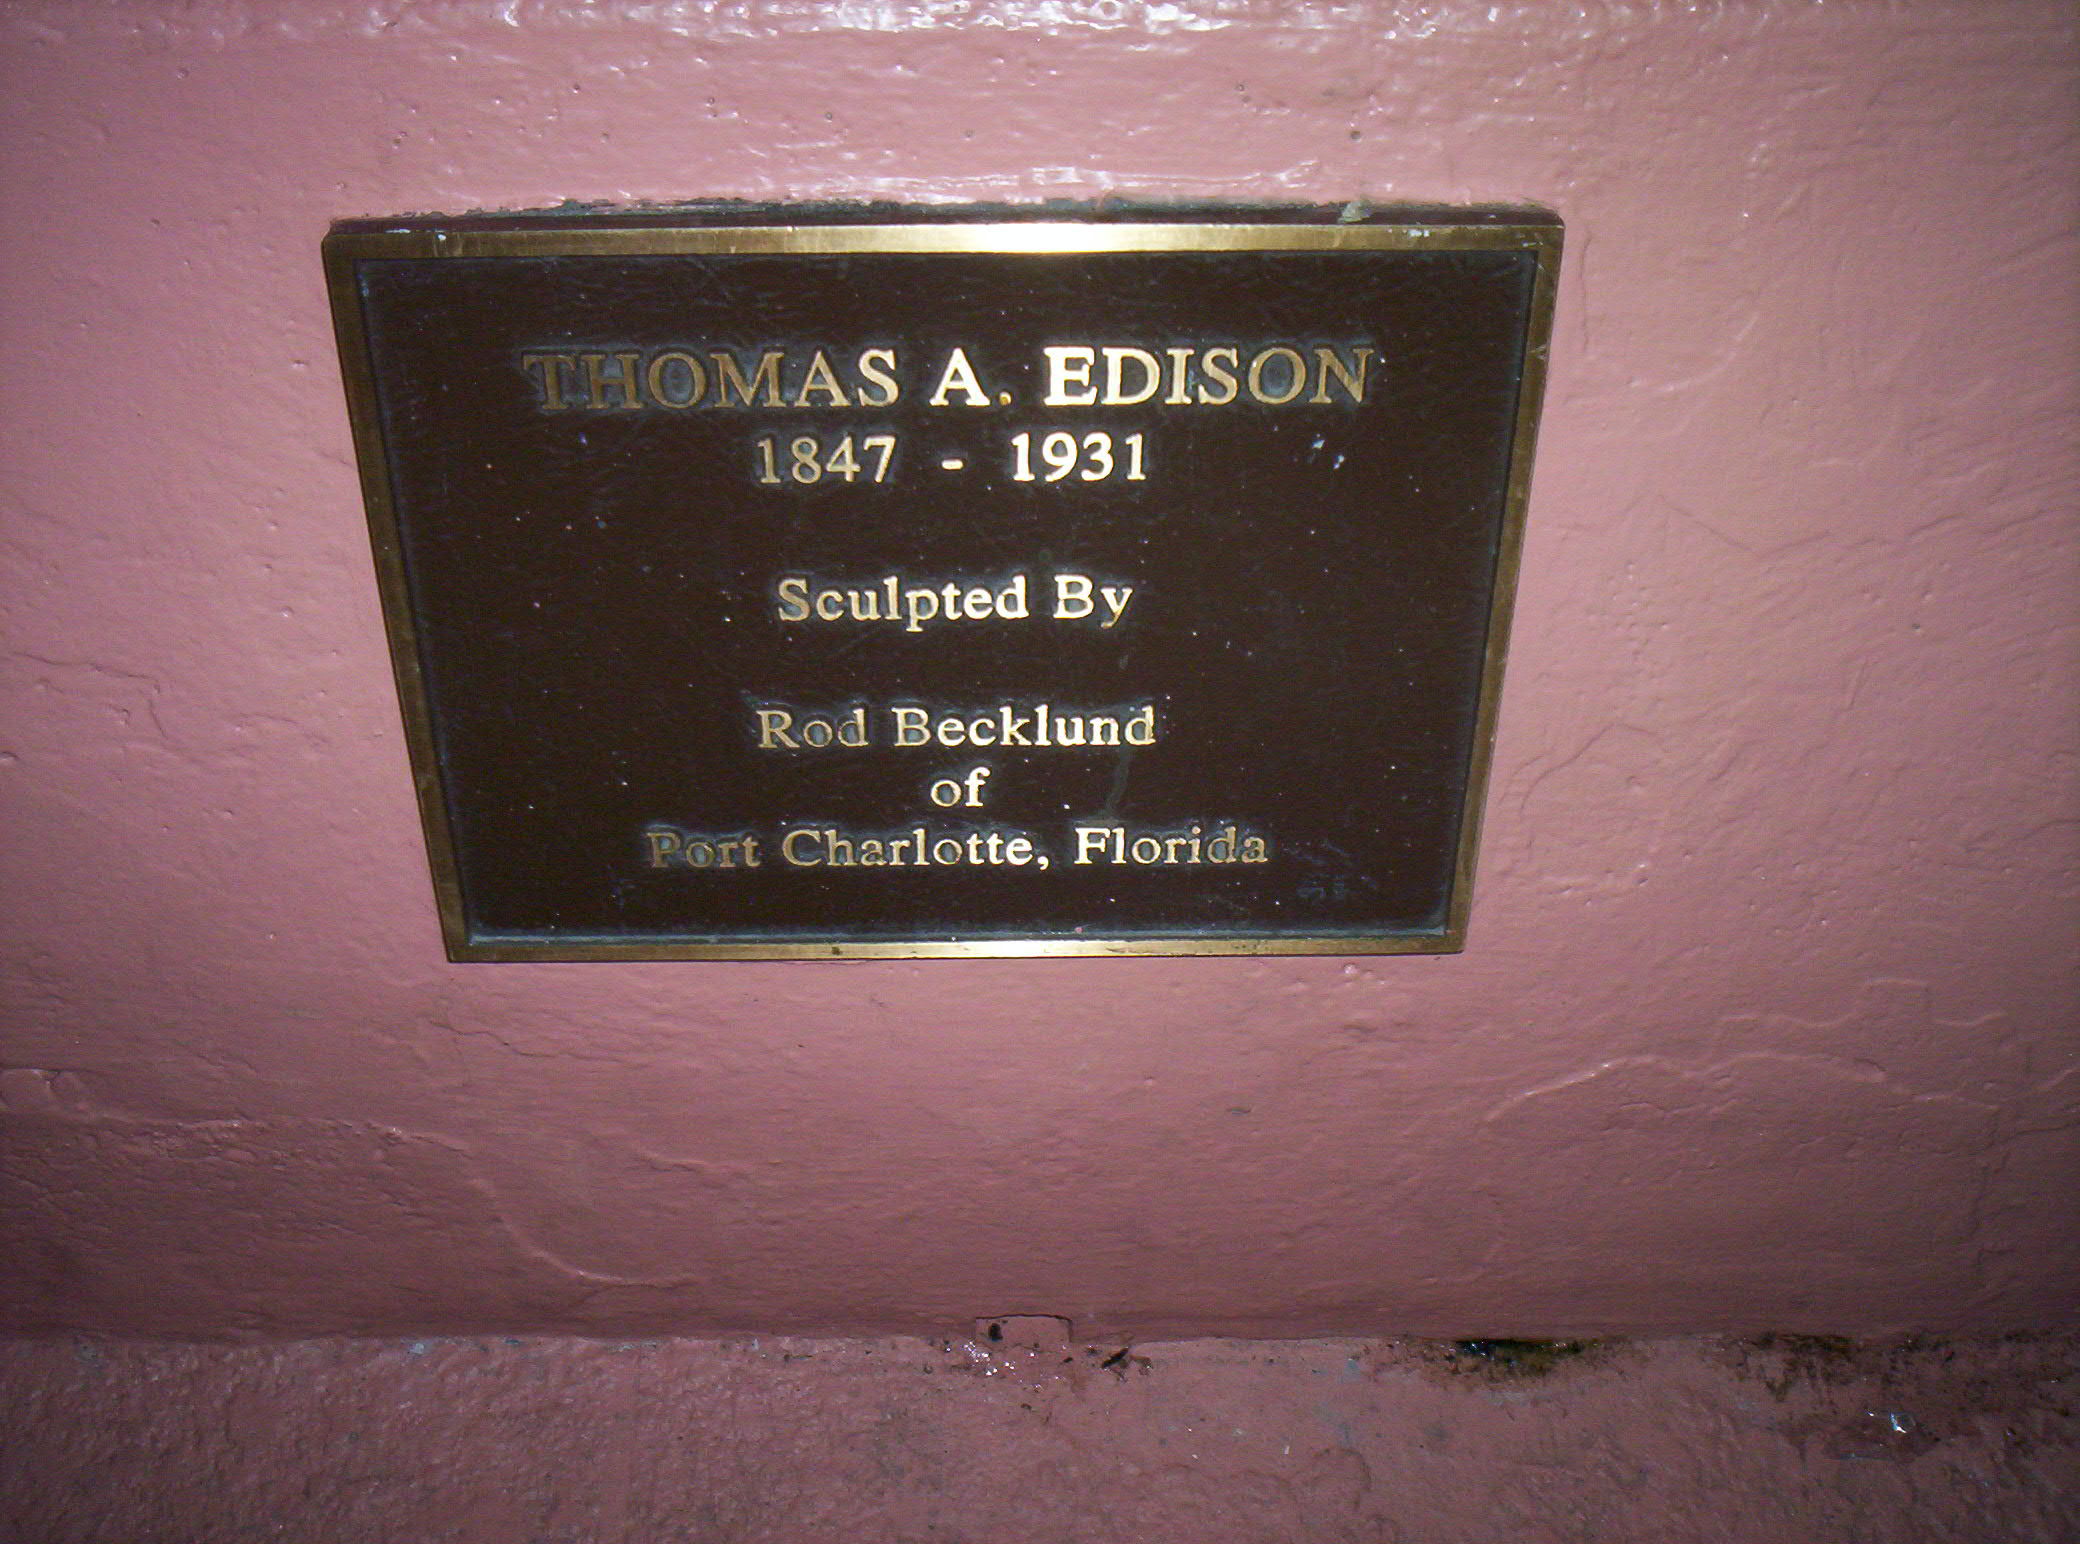 THOMAS A. EDISON
1847 - 1931
Sculpted By
Rod Becklund
of
Port Charlotte, Florida